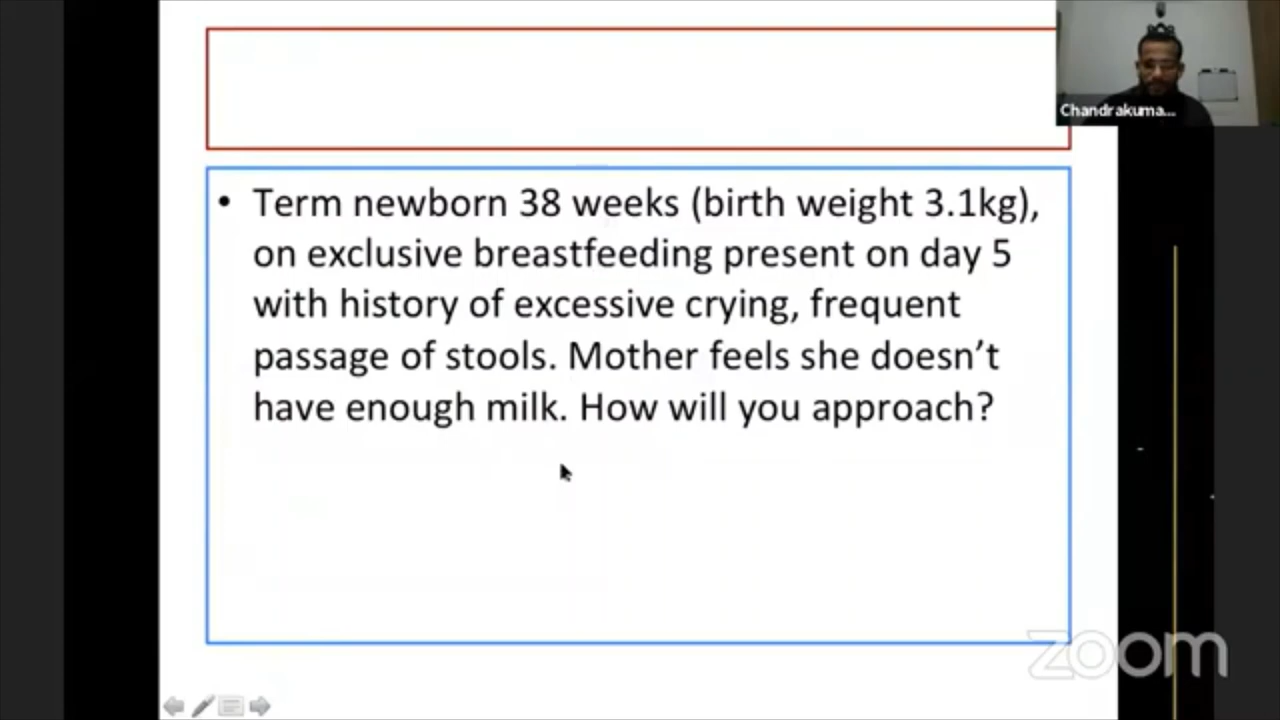 Chandrakuma...
• Term newborn 38 weeks (birth weight 3.1kg),
on exclusive breastfeeding present on day 5
with history of excessive crying, frequent
passage of stools. Mother feels she doesn’t
have enough milk. How will you approach?
zoom